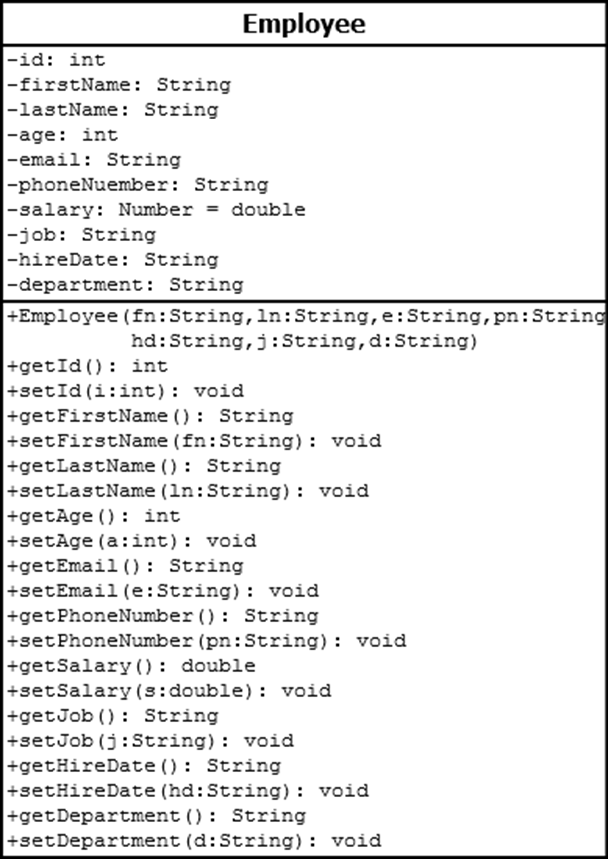 Employee
-id: int
-firstName: String
-lastName: String
-age: int
-email: String
-phoneNuember: String
-salary: Number = double
-job: String
-hireDate: String
-department: String
+Employee(fn:String,ln:String,e:String,pn:String
hd:String,j:String,d:String)
+getId(): int
+setId(i:int): void
+getFirstName(): String
+setFirstName(fn:String): void
+getLastName(): String
+setLastName(ln:String): void
+getAge(): int
+setAge(a:int): void
+getEmail(): String
+setEmail(e:String): void
+getPhoneNumber(): String
+setPhoneNumber(pn:String): void
+getSalary(): double
+setSalary(s:double): void
+getJob(): String
+setJob(j:String): void
+getHireDate(): String
+setHireDate(hd:String): void
+getDepartment(): String
+setDepartment(d:String): void